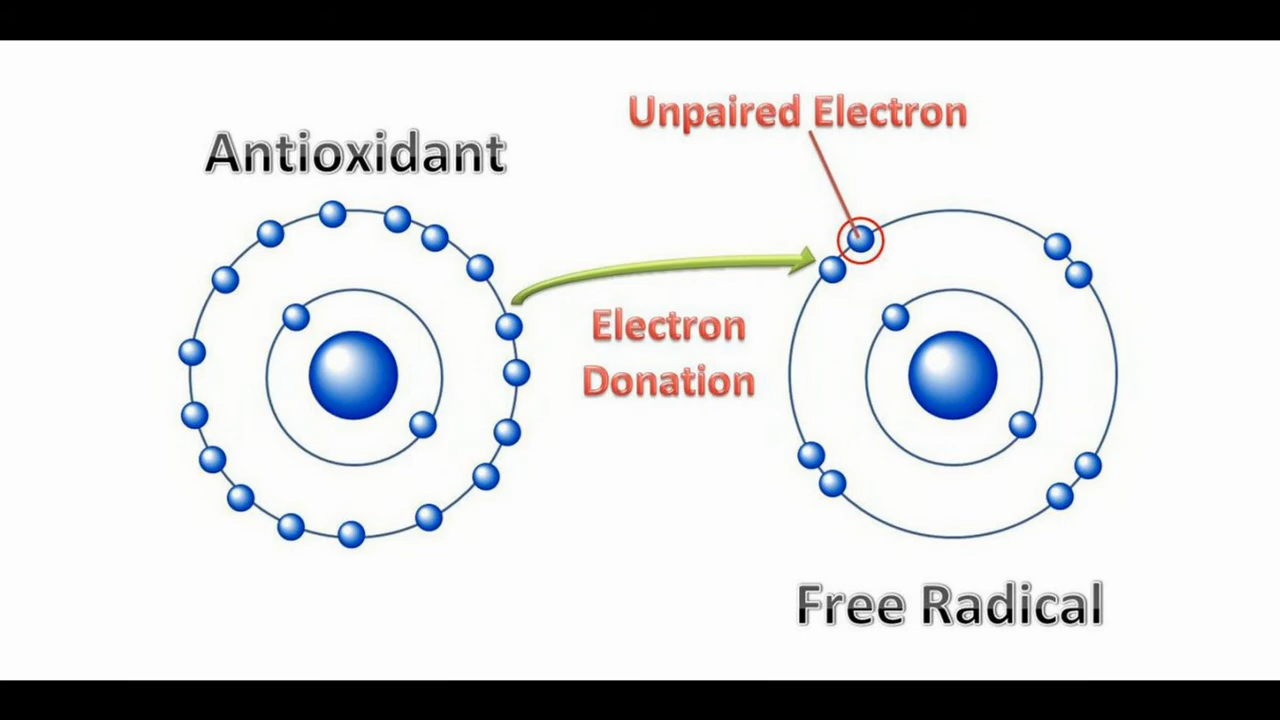 Unpaired Electron
Antioxidant
Electron
Donation
Free Radical